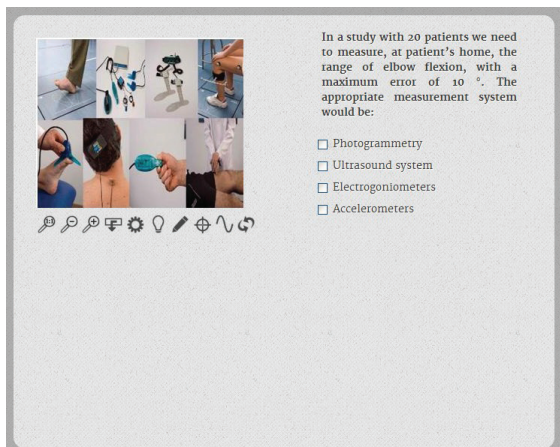 In a study with 20 patients we need
to measure, at patient's home, the
range of elbow flexion, with a
maximum error of 10 °. The
appropriate measurement system
would be:
Photogrammetry
Ultrasound system
Electrogoniometers
Accelerometers